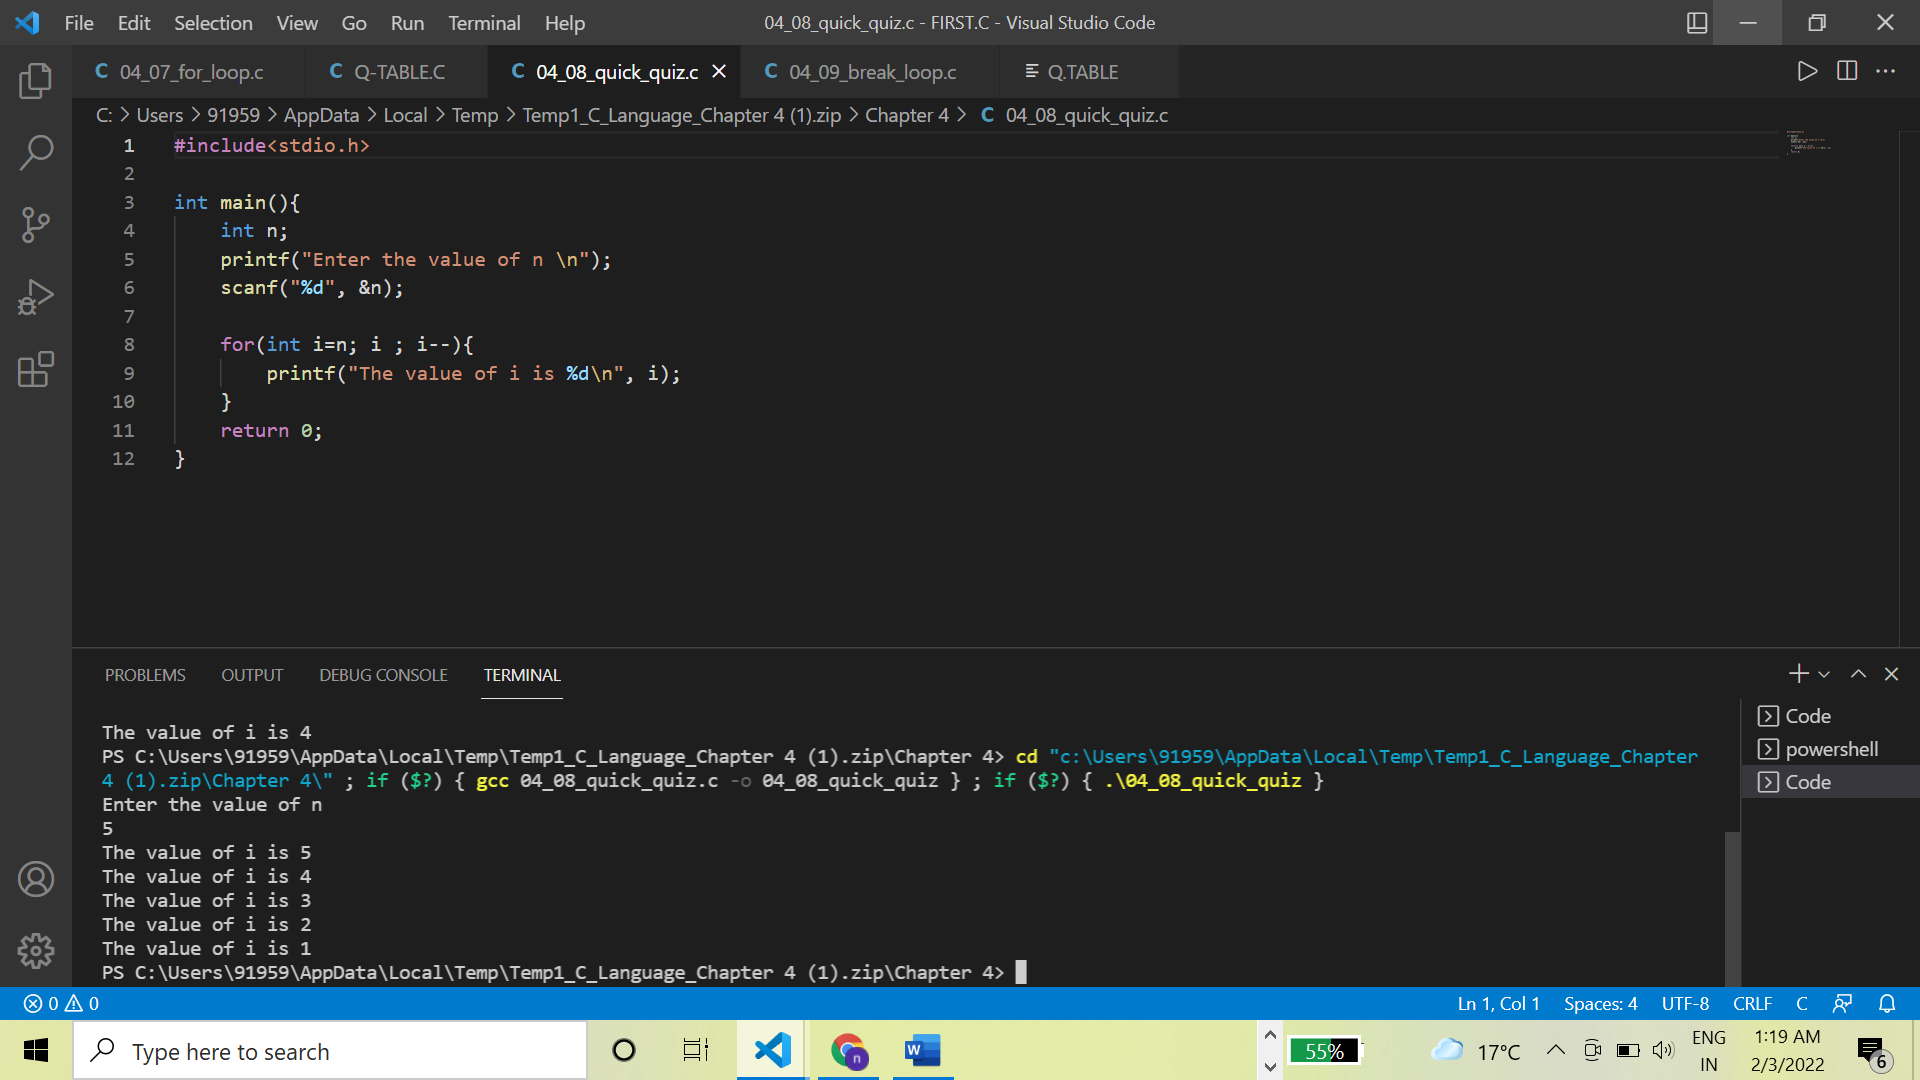 File Edit Selection View Go Run Terminal Help 04_08_quick_quiz.c - FIRST.C - Visual Studio Code
C 04_07_for_loop.c C Q-TABLE.C C 04_08_quick_quiz.c C 04_09_break_loop.c Q.TABLE
C: > Users > 91959 > AppData > Local > Temp > Temp1_C_Language_Chapter 4 (1).zip > Chapter 4 > C 04_08_quick_quiz.c
1 #include<stdio.h>
2
3 int main(){
4 int n;
5 printf("Enter the value of n \n");
6 scanf("%d", &n);
7
8 for(int i=n; i ; i--){
9 printf("The value of i is %d\n", i);
10 }
11 return 0;
12 }
PROBLEMS OUTPUT DEBUG CONSOLE TERMINAL
The value of i is 4
PS C:\Users\91959\AppData\Local\Temp\Temp1_C_Language_Chapter 4 (1).zip\Chapter 4> cd "c:\Users\91959\AppData\Local\Temp\Temp1_C_Language_Chapter
4 (1).zip\Chapter 4\" ; if ($?) { gcc 04_08_quick_quiz.c -o 04_08_quick_quiz } ; if ($?) { .\04_08_quick_quiz }
Enter the value of n
5
The value of i is 5
The value of i is 4
The value of i is 3
The value of i is 2
The value of i is 1
PS C:\Users\91959\AppData\Local\Temp\Temp1_C_Language_Chapter 4 (1).zip\Chapter 4>
Code
powershell
Code
0 0 Ln 1, Col 1 Spaces: 4 UTF-8 CRLF C
Type here to search W n 55% 17°C ENG IN 1:19 AM 2/3/2022 6